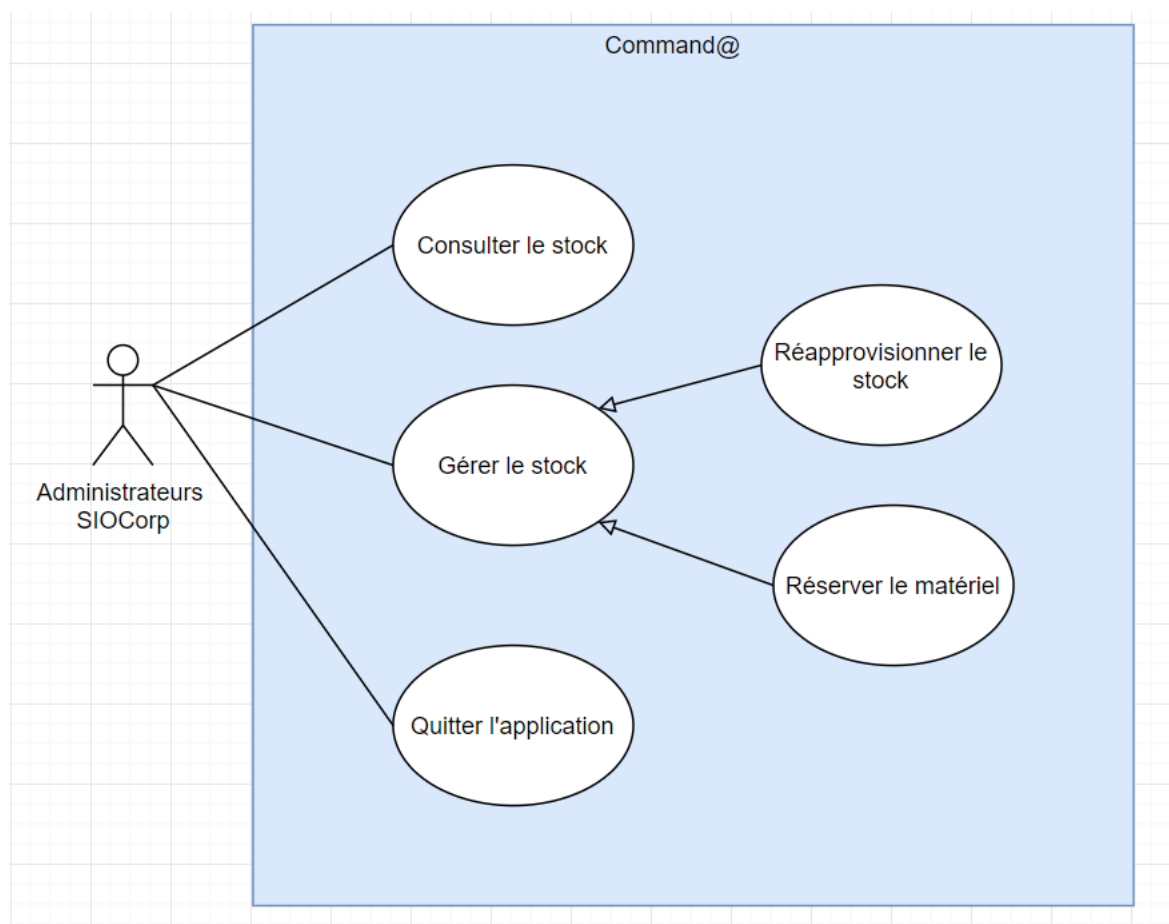 Command@
Consulter le stock
Réapprovisionner le
stock
Gérer le stock
Administrateurs
SIOCorp
Réserver le matériel
Quitter l'application